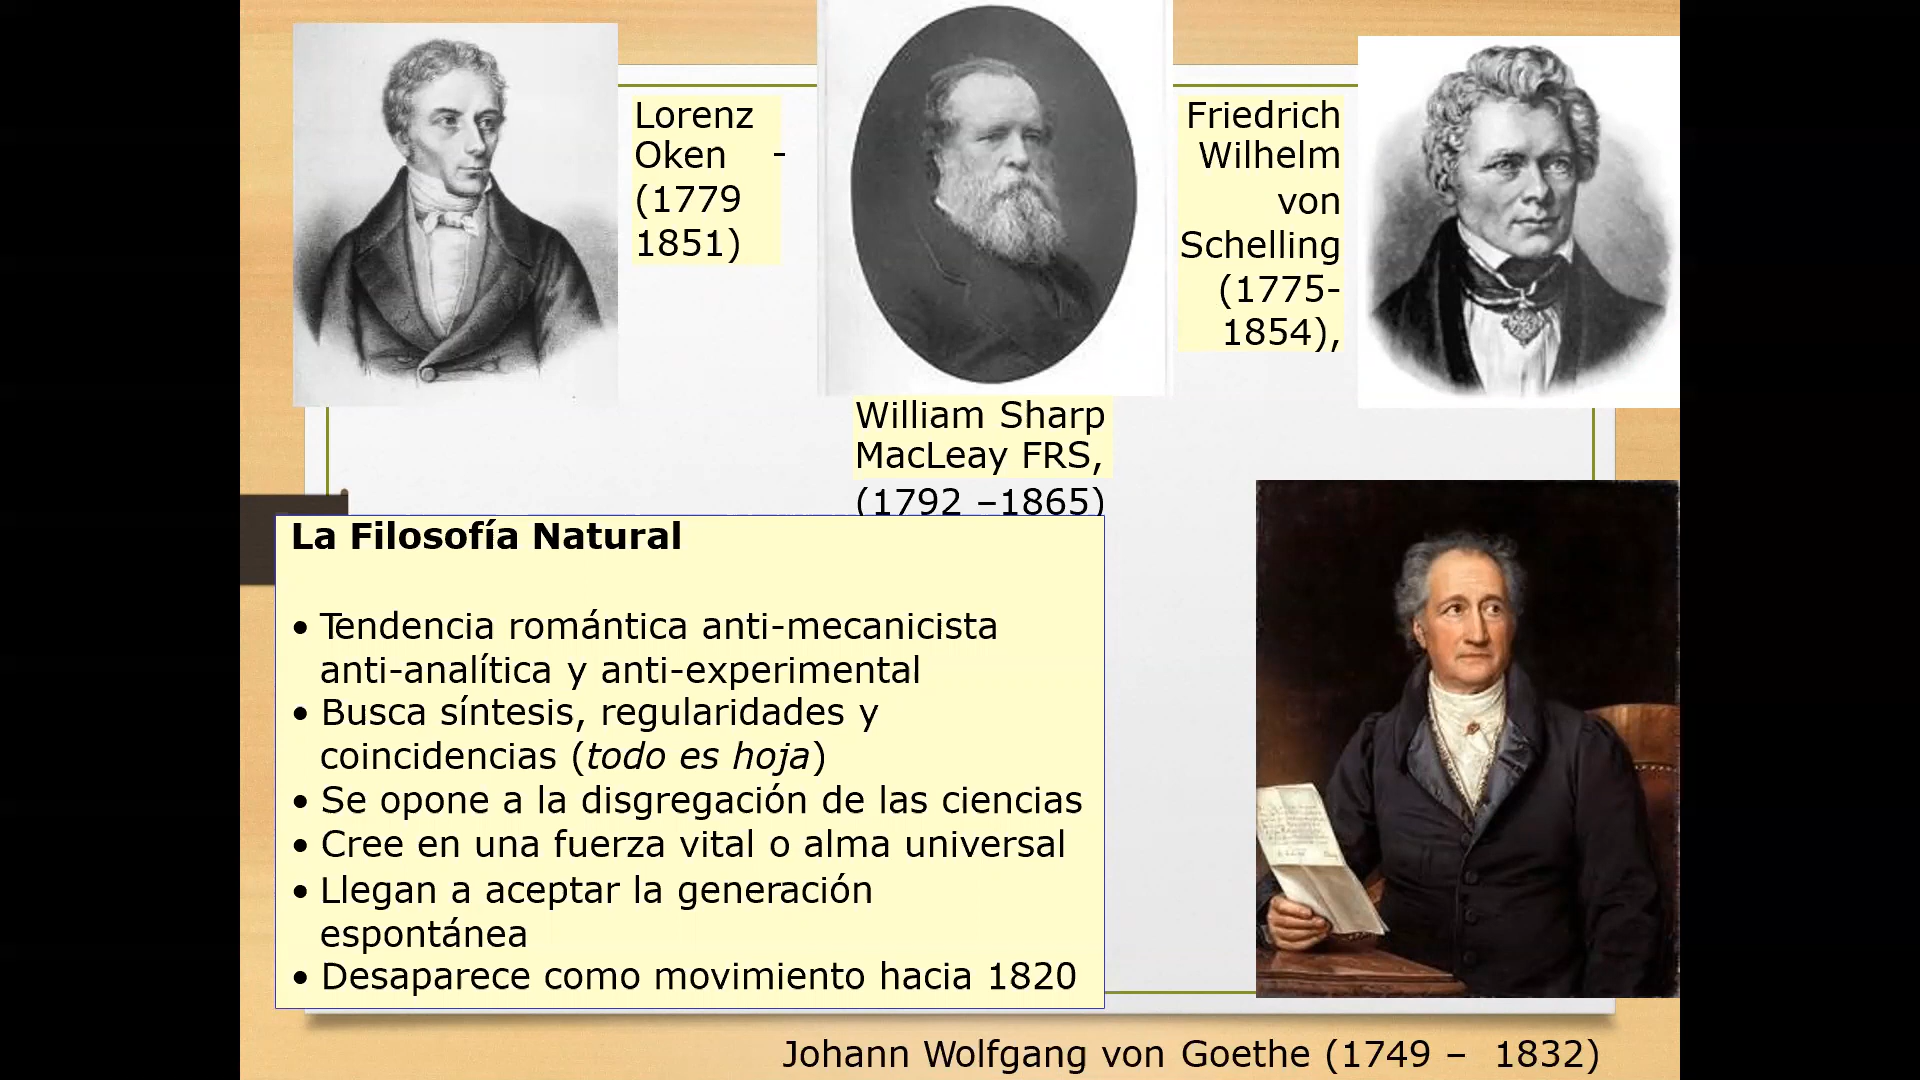 Lorenz
Oken -
(1779
1851)
Friedrich
Wilhelm
von
Schelling
(1775-
1854),
William Sharp
MacLeay FRS,
(1792 –1865)
La Filosofía Natural
• Tendencia romántica anti-mecanicista
anti-analítica y anti-experimental
• Busca síntesis, regularidades y
coincidencias (todo es hoja)
• Se opone a la disgregación de las ciencias
• Cree en una fuerza vital o alma universal
• Llegan a aceptar la generación
espontánea
• Desaparece como movimiento hacia 1820
Johann Wolfgang von Goethe (1749 – 1832)